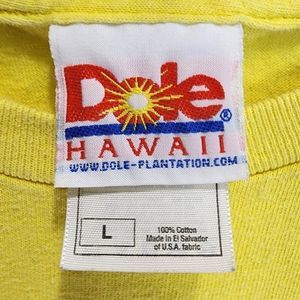 Dole®
HAWAII
WWW.DOLE-PLANTATION.COM
L
100% Cotton
Made in El Salvador
of U.S.A. fabric